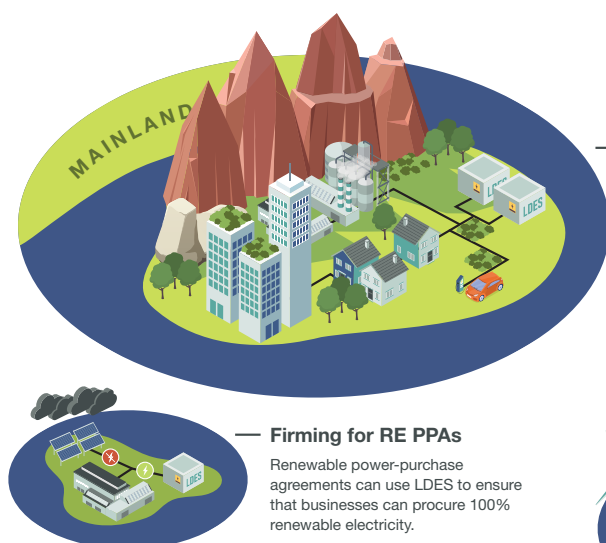 MAINLAND
LDES
LDES
Firming for RE PPAs
Renewable power-purchase
agreements can use LDES to ensure
that businesses can procure 100%
renewable electricity.
LDES